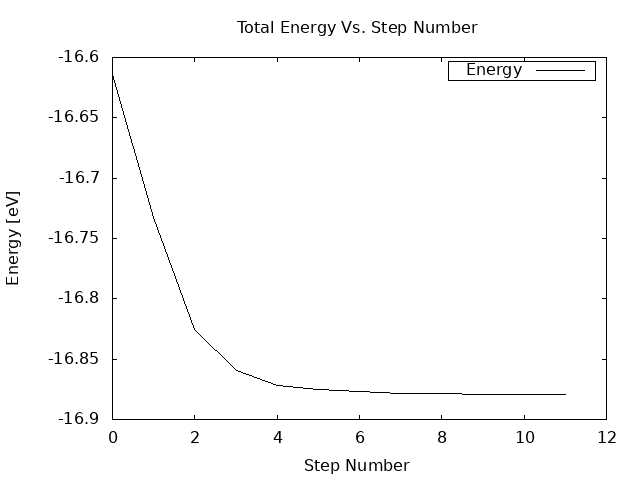 Total Energy Vs. Step Number
Energy
-16.6
-16.65
-16.7
-16.75
-16.8
-16.85
-16.9
Energy [eV]
0 2 4 6 8 10 12
Step Number